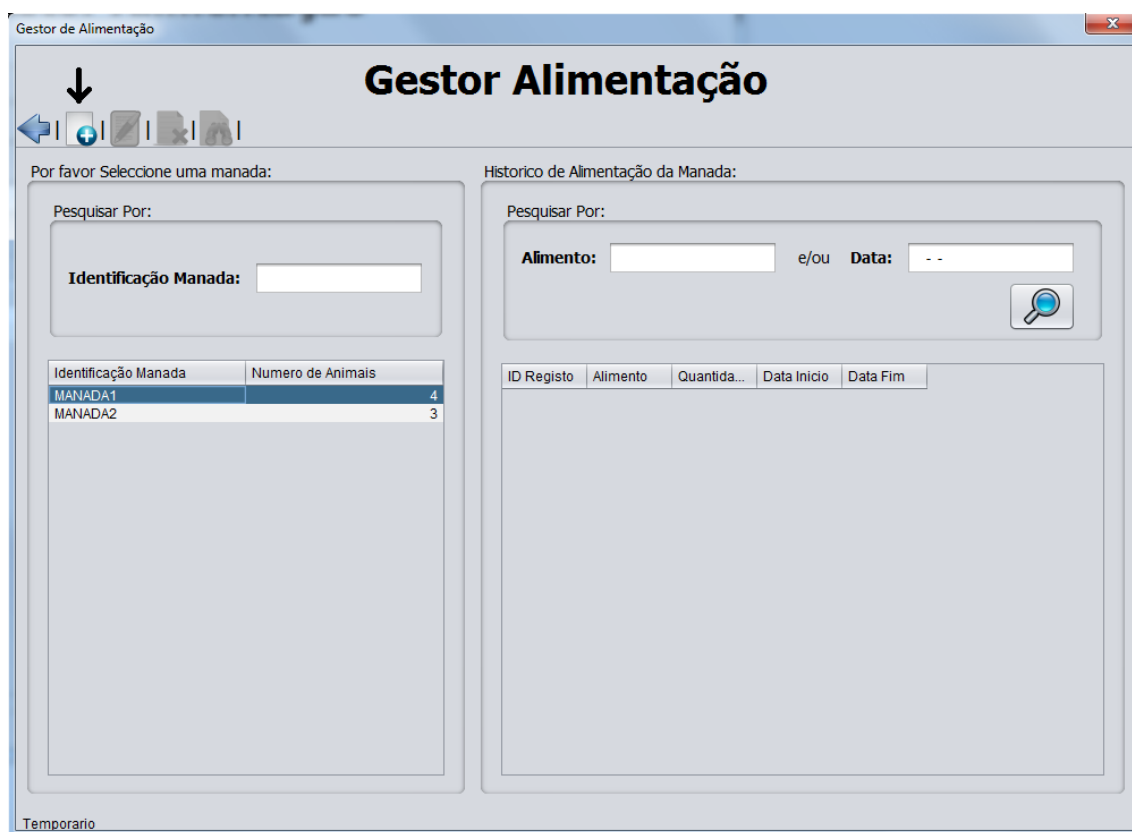 Gestor de Alimentação
Gestor Alimentação
Por favor Seleccione uma manada:
Pesquisar Por:
Identificação Manada:
Identificação Manada Numero de Animais
MANADA1 4
MANADA2 3
Historico de Alimentação da Manada:
Pesquisar Por:
Alimento: e/ou Data: - -
ID Registo Alimento Quantida... Data Inicio Data Fim
Temporario